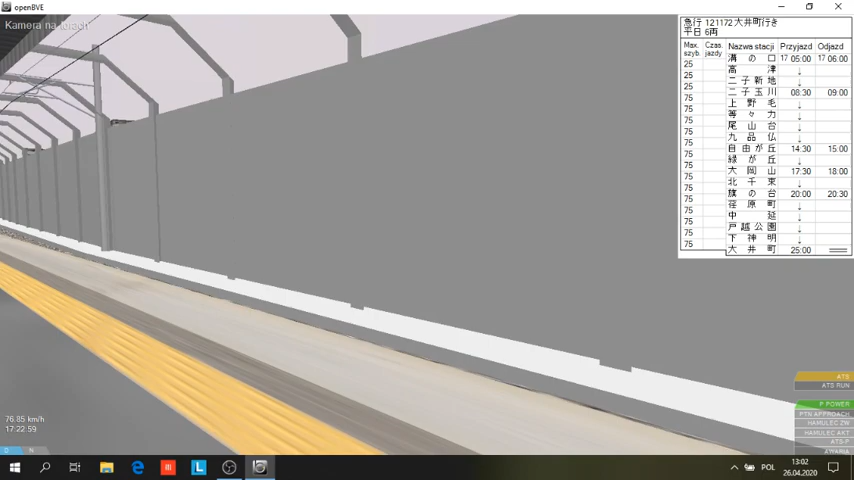 openBVE
Kamera na torach
急行 121172 大井町行き
平日 6両
Max. szyb. Czas. jazdy Nazwa stacji Przyjazd Odjazd
溝の口 17 05:00 17 06:00
25 高津 ↓
25 二子新地 ↓
25 二子玉川 08:30 09:00
75 上野毛 ↓
75 等々力 ↓
75 尾山台 ↓
75 九品仏 ↓
75 自由が丘 14:30 15:00
75 緑が丘 ↓
75 大岡山 17:30 18:00
75 北千束 ↓
75 旗の台 20:00 20:30
75 荏原町 ↓
75 中延 ↓
75 戸越公園 ↓
75 下神明 ↓
75 大井町 25:00
ATS
ATS RUN
P POWER
PTN APPROACH
HAMULEC ZW
HAMULEC AKT
ATS-P
AWARIA
76.85 km/h
17:22:59
D N
POL
13:02
26.04.2020